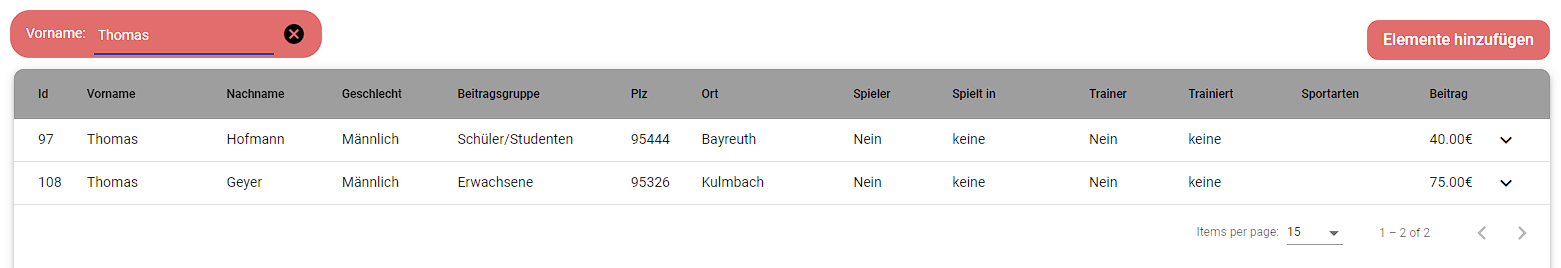 Vorname: Thomas
Elemente hinzufügen
Id Vorname Nachname Geschlecht Beitragsgruppe Plz Ort Spieler Spielt in Trainer Trainiert Sportarten Beitrag
97 Thomas Hofmann Männlich Schüler/Studenten 95444 Bayreuth Nein keine Nein keine 40.00€
108 Thomas Geyer Männlich Erwachsene 95326 Kulmbach Nein keine Nein keine 75.00€
Items per page: 15 1 – 2 of 2